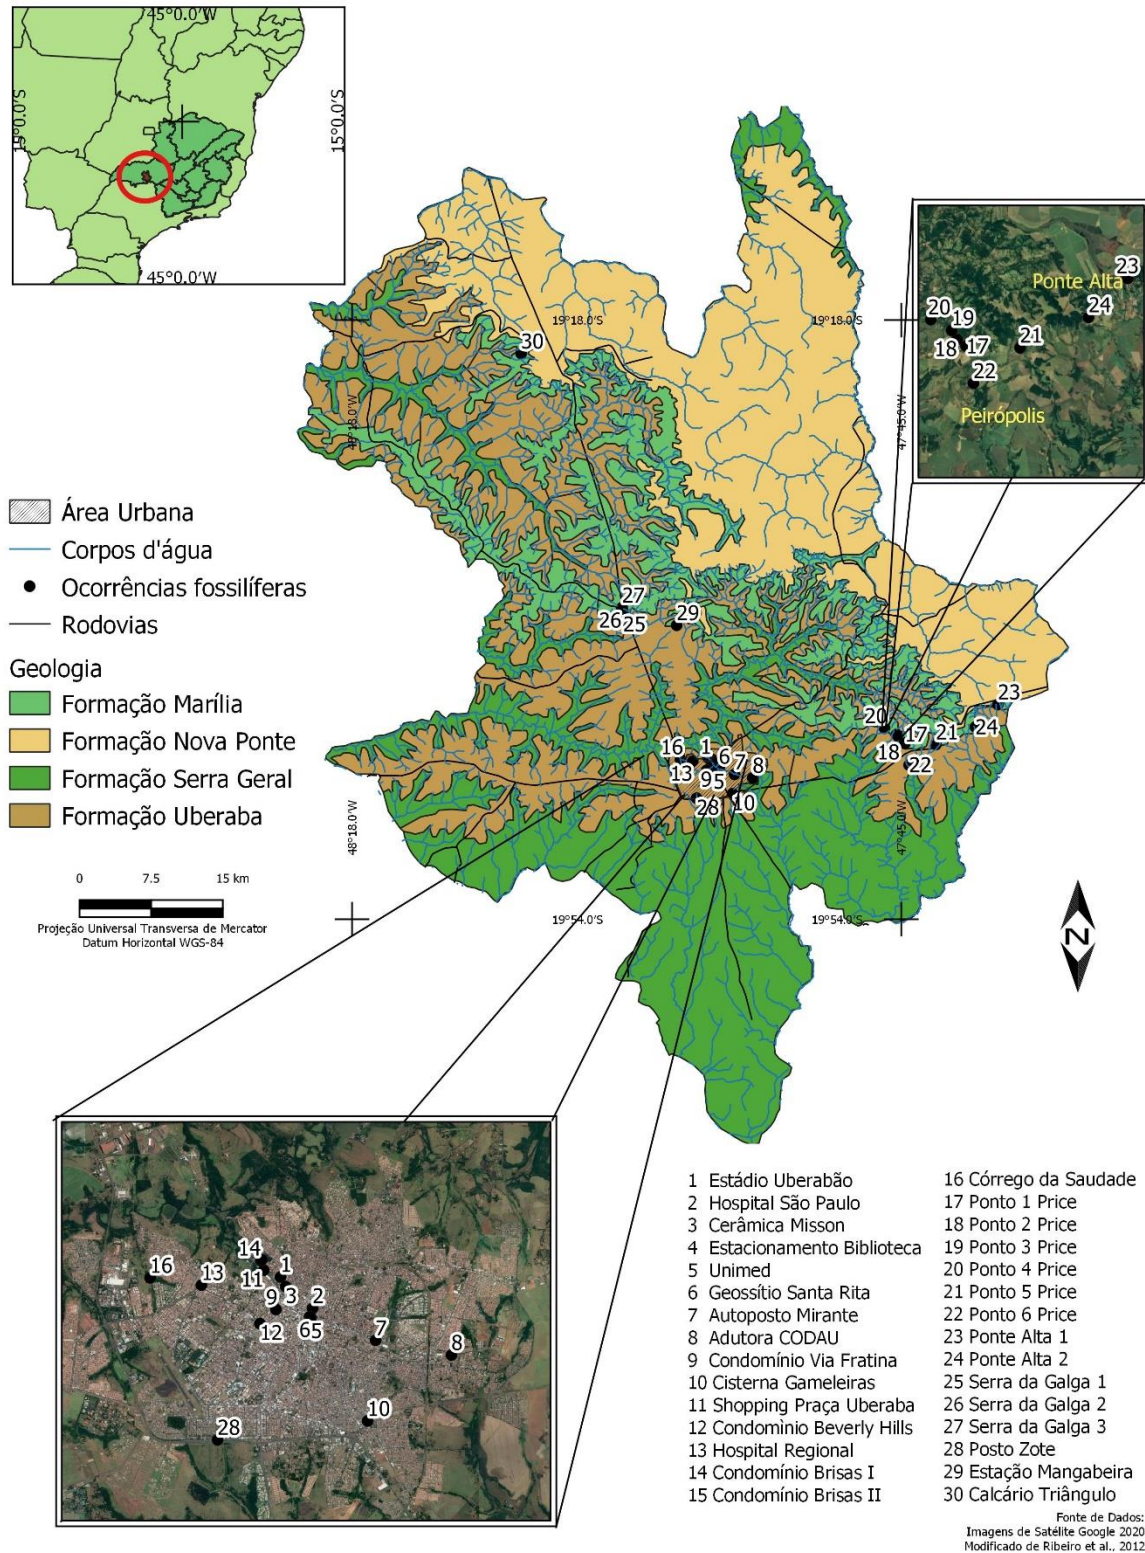 45°0.0'W
15°0.0'S
15°0.0'S
45°0.0'W
19°18.0'S
19°18.0'S
48°18.0'W
47°45.0'W
30
23
Ponte Alta
24
20
19
21
18
17
22
Peirópolis
Área Urbana
Corpos d'água
Ocorrências fossilíferas
Rodovias
Geologia
Formação Marília
Formação Nova Ponte
Formação Serra Geral
Formação Uberaba
27
26
25
29
23
20
24
17
21
18
22
16
1
6
13
95
7
8
28
10
48°18.0'W
47°45.0'W
0 7.5 15 km
Projeção Universal Transversa de Mercator
Datum Horizontal WGS-84
19°54.0'S
19°54.0'S
N
14
16
13
11
1
3
9
2
12
65
7
8
10
28
1 Estádio Uberabão
2 Hospital São Paulo
3 Cerâmica Misson
4 Estacionamento Biblioteca
5 Unimed
6 Geossítio Santa Rita
7 Autoposto Mirante
8 Adutora CODAU
9 Condomínio Via Fratina
10 Cisterna Gameleiras
11 Shopping Praça Uberaba
12 Condomìnio Beverly Hills
13 Hospital Regional
14 Condomínio Brisas I
15 Condomínio Brisas II
16 Córrego da Saudade
17 Ponto 1 Price
18 Ponto 2 Price
19 Ponto 3 Price
20 Ponto 4 Price
21 Ponto 5 Price
22 Ponto 6 Price
23 Ponte Alta 1
24 Ponte Alta 2
25 Serra da Galga 1
26 Serra da Galga 2
27 Serra da Galga 3
28 Posto Zote
29 Estação Mangabeira
30 Calcário Triângulo
Fonte de Dados:
Imagens de Satélite Google 2020
Modificado de Ribeiro et al., 2012